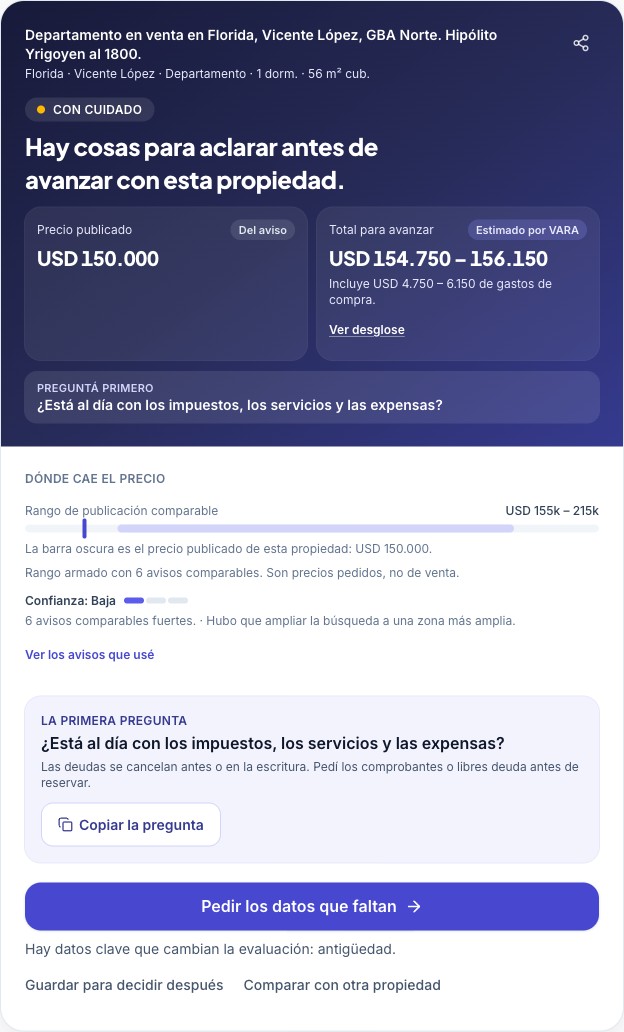 Departamento en venta en Florida, Vicente López, GBA Norte. Hipólito
Yrigoyen al 1800.
Florida · Vicente López · Departamento · 1 dorm. · 56 m² cub.
CON CUIDADO
Hay cosas para aclarar antes de
avanzar con esta propiedad.
Precio publicado
Del aviso
USD 150.000
Total para avanzar
Estimado por VARA
USD 154.750 – 156.150
Incluye USD 4.750 – 6.150 de gastos de
compra.
Ver desglose
PREGUNTÁ PRIMERO
¿Está al día con los impuestos, los servicios y las expensas?
DÓNDE CAE EL PRECIO
Rango de publicación comparable
USD 155k – 215k
La barra oscura es el precio publicado de esta propiedad: USD 150.000.
Rango armado con 6 avisos comparables. Son precios pedidos, no de venta.
Confianza: Baja
6 avisos comparables fuertes. · Hubo que ampliar la búsqueda a una zona más amplia.
Ver los avisos que usé
LA PRIMERA PREGUNTA
¿Está al día con los impuestos, los servicios y las expensas?
Las deudas se cancelan antes o en la escritura. Pedí los comprobantes o libres deuda antes de
reservar.
Copiar la pregunta
Pedir los datos que faltan →
Hay datos clave que cambian la evaluación: antigüedad.
Guardar para decidir después
Comparar con otra propiedad